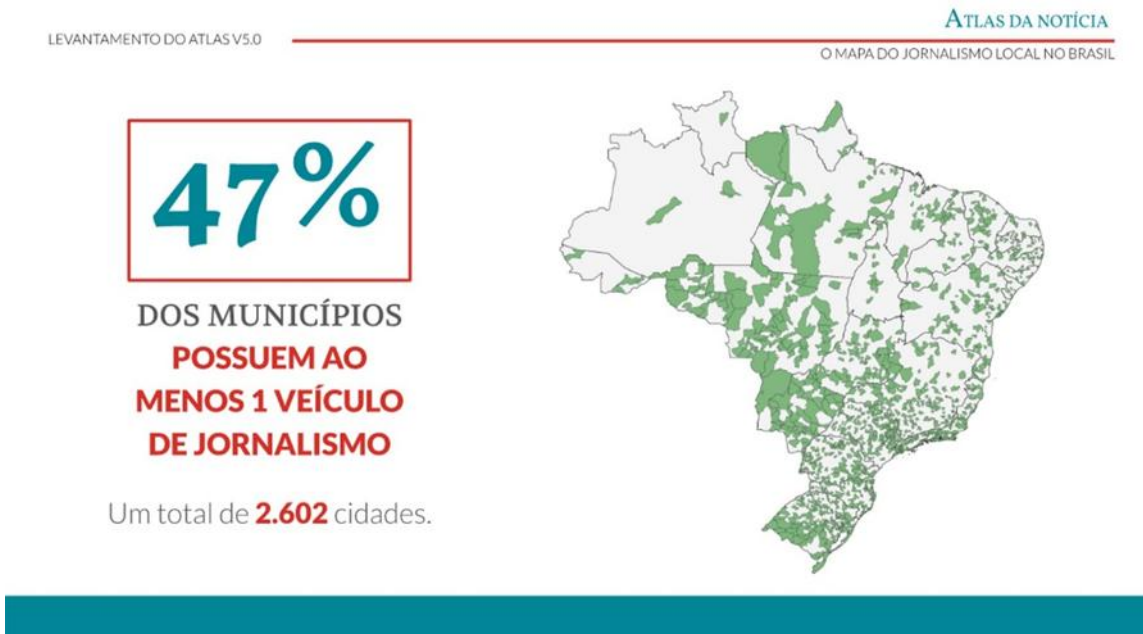 LEVANTAMENTO DO ATLAS V5.0
ATLAS DA NOTÍCIA
O MAPA DO JORNALISMO LOCAL NO BRASIL
47%
DOS MUNICÍPIOS
POSSUEM AO
MENOS 1 VEÍCULO
DE JORNALISMO
Um total de 2.602 cidades.